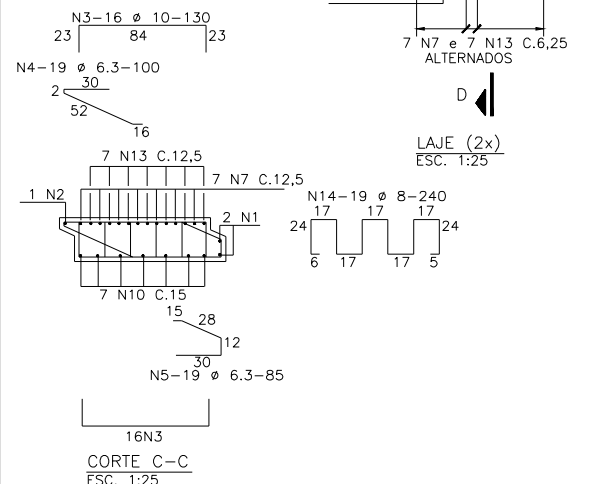 N3-16 ø 10-130
23 84 23
N4-19 ø 6.3-100
30
2
52
16
7 N7 e 7 N13 C.6,25
ALTERNADOS
D
LAJE (2x)
ESC. 1:25
7 N13 C.12,5
7 N7 C.12,5
1 N2
2 N1
7 N10 C.15
N14-19 ø 8-240
17 17 17
24 24
6 17 17 5
15
28
12
30
N5-19 ø 6.3-85
16N3
CORTE C-C
ESC. 1:25